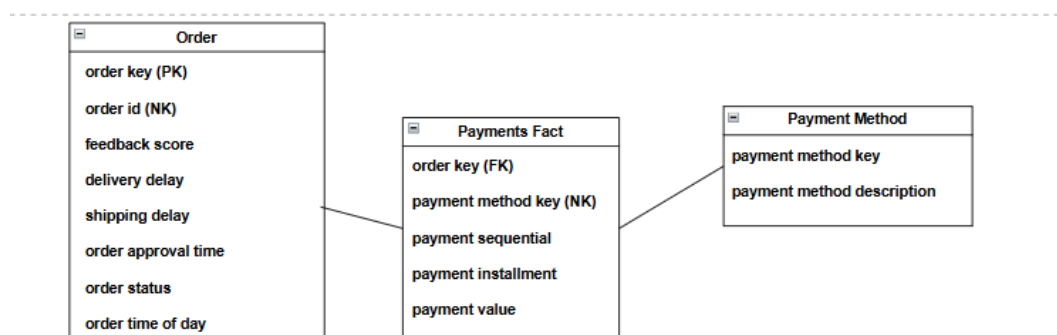 Order
order key (PK)
order id (NK)
feedback score
delivery delay
shipping delay
order approval time
order status
order time of day
Payments Fact
order key (FK)
payment method key (NK)
payment sequential
payment installment
payment value
Payment Method
payment method key
payment method description